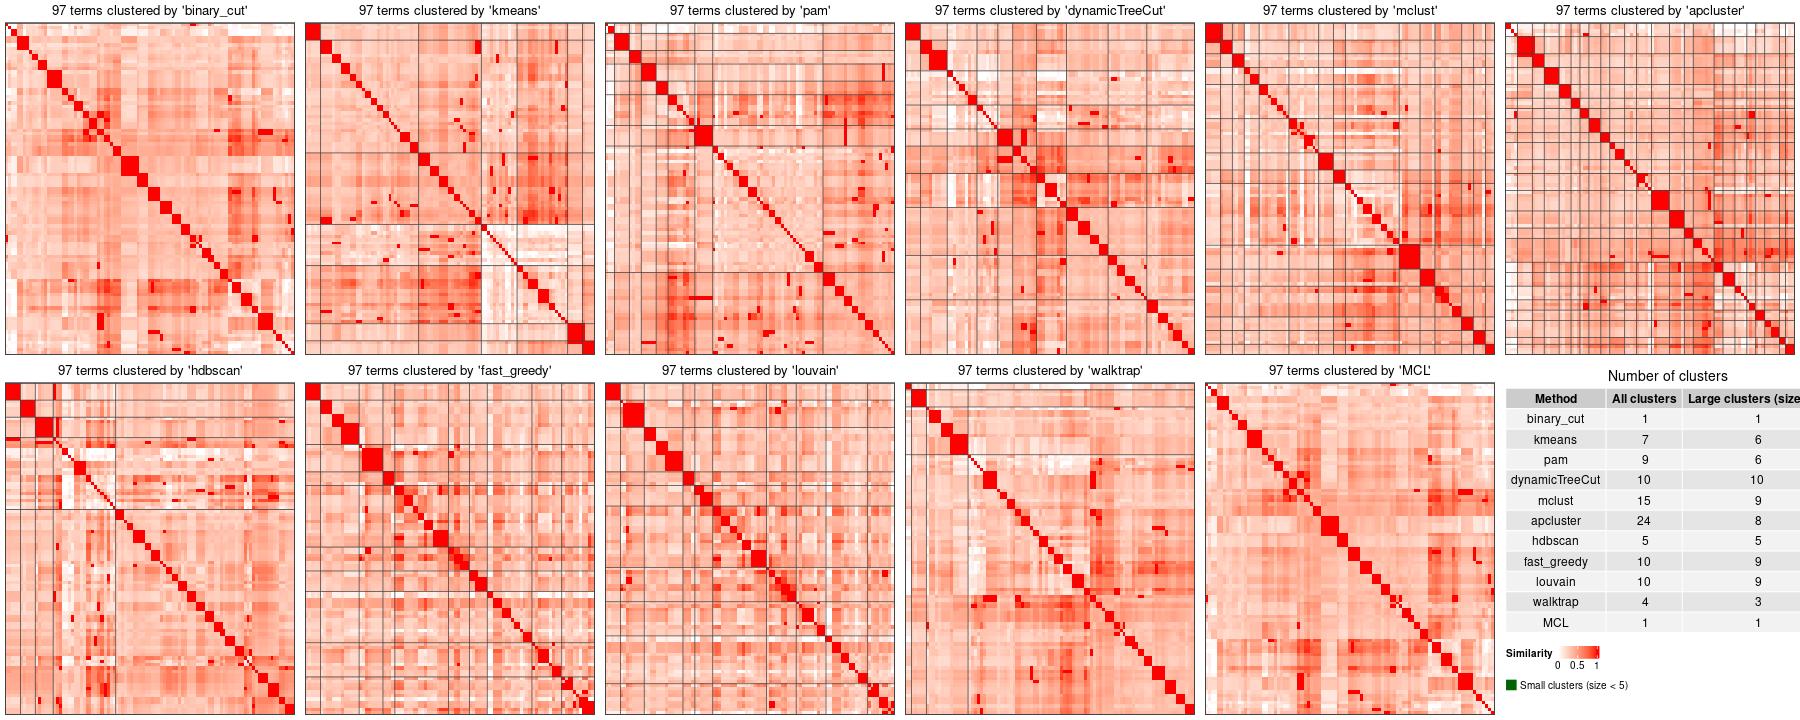 97 terms clustered by 'binary_cut'
97 terms clustered by 'kmeans'
97 terms clustered by 'pam'
97 terms clustered by 'dynamicTreeCut'
97 terms clustered by 'mclust'
97 terms clustered by 'apcluster'
97 terms clustered by 'hdbscan'
97 terms clustered by 'fast_greedy'
97 terms clustered by 'louvain'
97 terms clustered by 'walktrap'
97 terms clustered by 'MCL'
Number of clusters
Method All clusters Large clusters (size
binary_cut 1 1
kmeans 7 6
pam 9 6
dynamicTreeCut 10 10
mclust 15 9
apcluster 24 8
hdbscan 5 5
fast_greedy 10 9
louvain 10 9
walktrap 4 3
MCL 1 1
Similarity
0 0.5 1
Small clusters (size < 5)